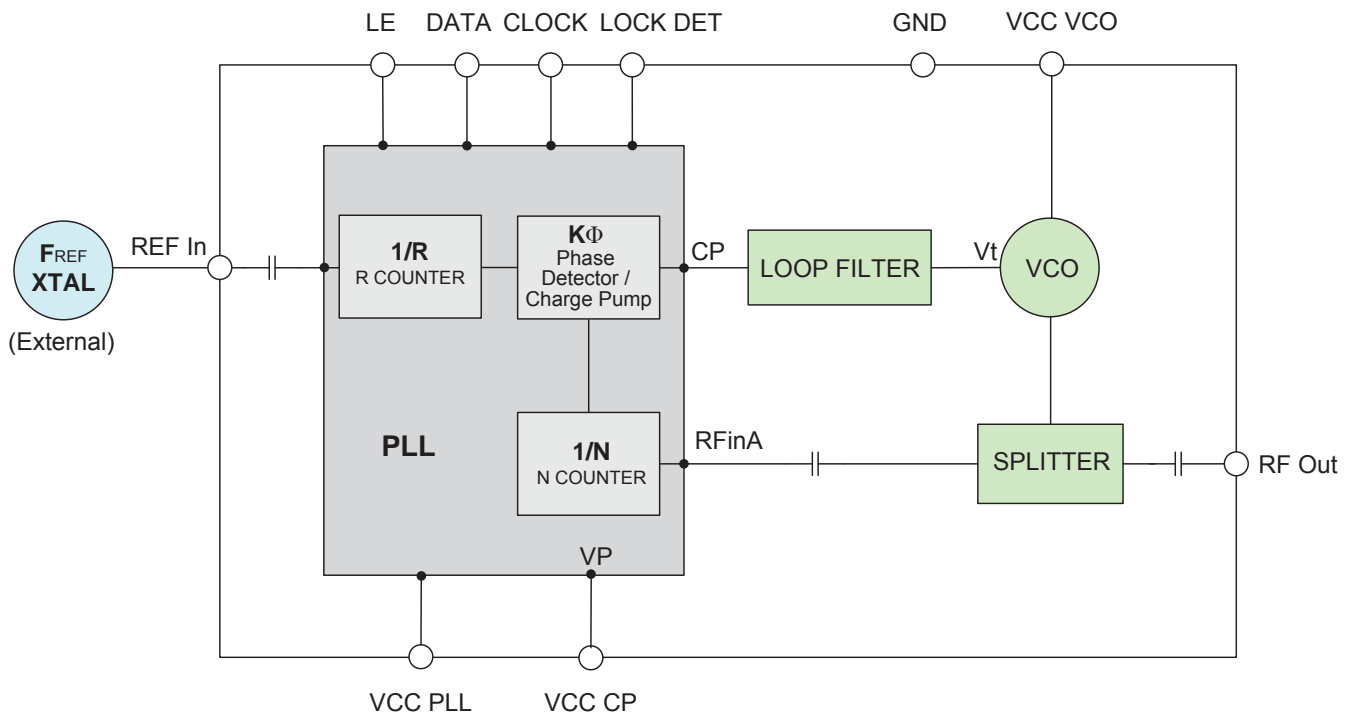 LE
DATA
CLOCK
LOCK DET
GND
VCC VCO
FREF
XTAL
(External)
REF In
1/R
R COUNTER
KΦ
Phase
Detector /
Charge Pump
CP
LOOP FILTER
Vt
VCO
PLL
1/N
N COUNTER
RFinA
SPLITTER
RF Out
VP
VCC PLL
VCC CP